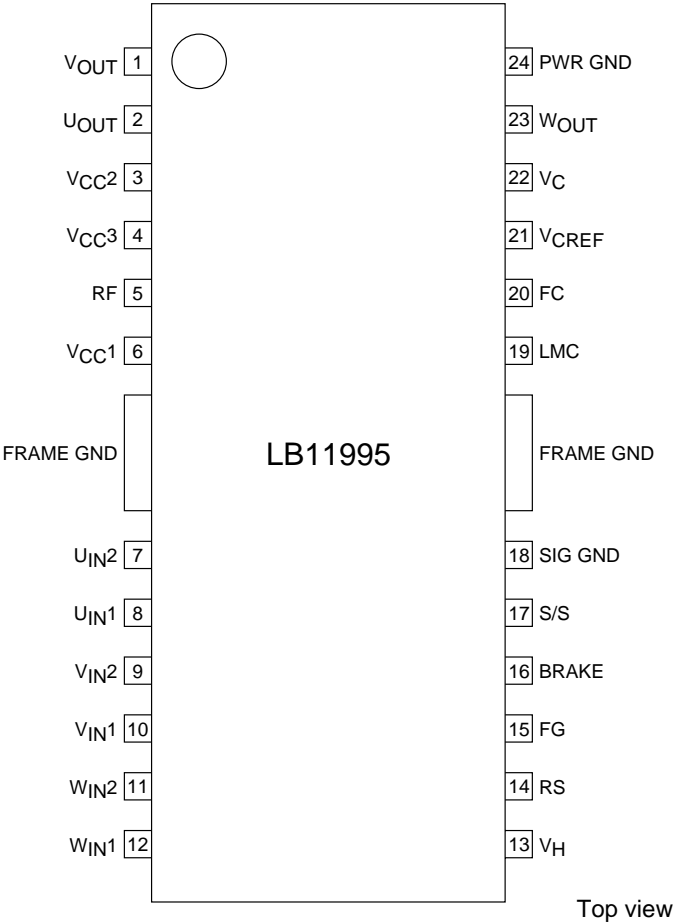 VOUT 1 24 PWR GND
UOUT 2 23 WOUT
VCC2 3 22 VC
VCC3 4 21 VCREF
RF 5 20 FC
VCC1 6 19 LMC
FRAME GND LB11995 FRAME GND
UIN2 7 18 SIG GND
UIN1 8 17 S/S
VIN2 9 16 BRAKE
VIN1 10 15 FG
WIN2 11 14 RS
WIN1 12 13 VH
Top view